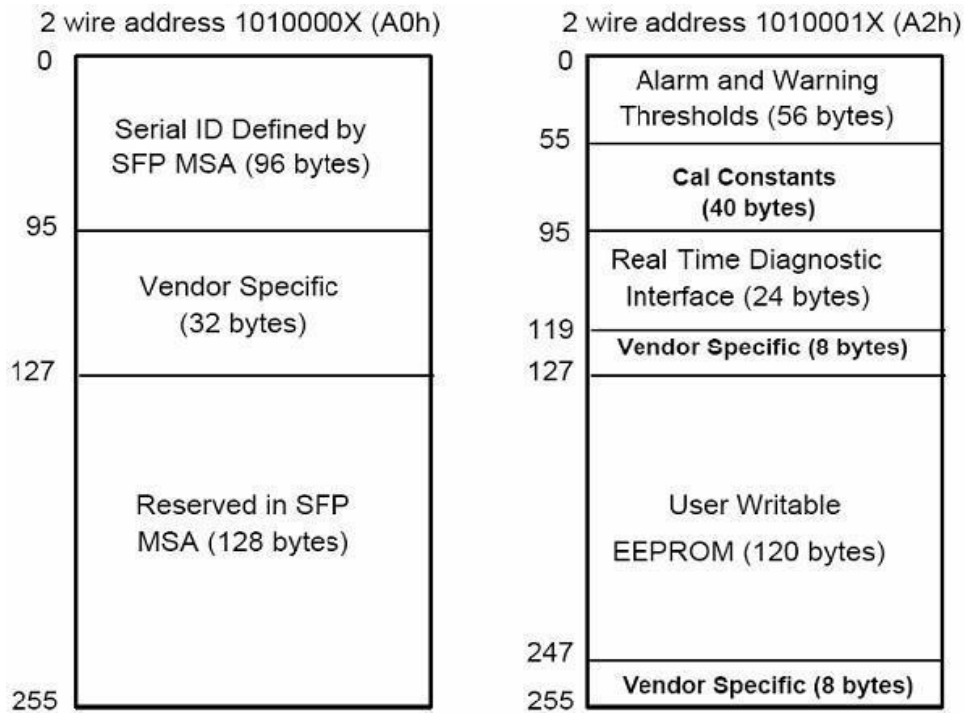 2 wire address 1010000X (A0h)
0
Serial ID Defined by
SFP MSA (96 bytes)
95
Vendor Specific
(32 bytes)
127
Reserved in SFP
MSA (128 bytes)
255
2 wire address 1010001X (A2h)
0
Alarm and Warning
Thresholds (56 bytes)
55
Cal Constants
(40 bytes)
95
Real Time Diagnostic
Interface (24 bytes)
119
Vendor Specific (8 bytes)
127
User Writable
EEPROM (120 bytes)
247
Vendor Specific (8 bytes)
255